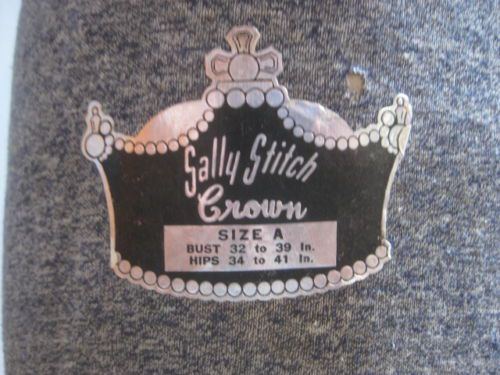 Sally Stitch
Crown
SIZE A
BUST 32 to 39 In.
HIPS 34 to 41 In.